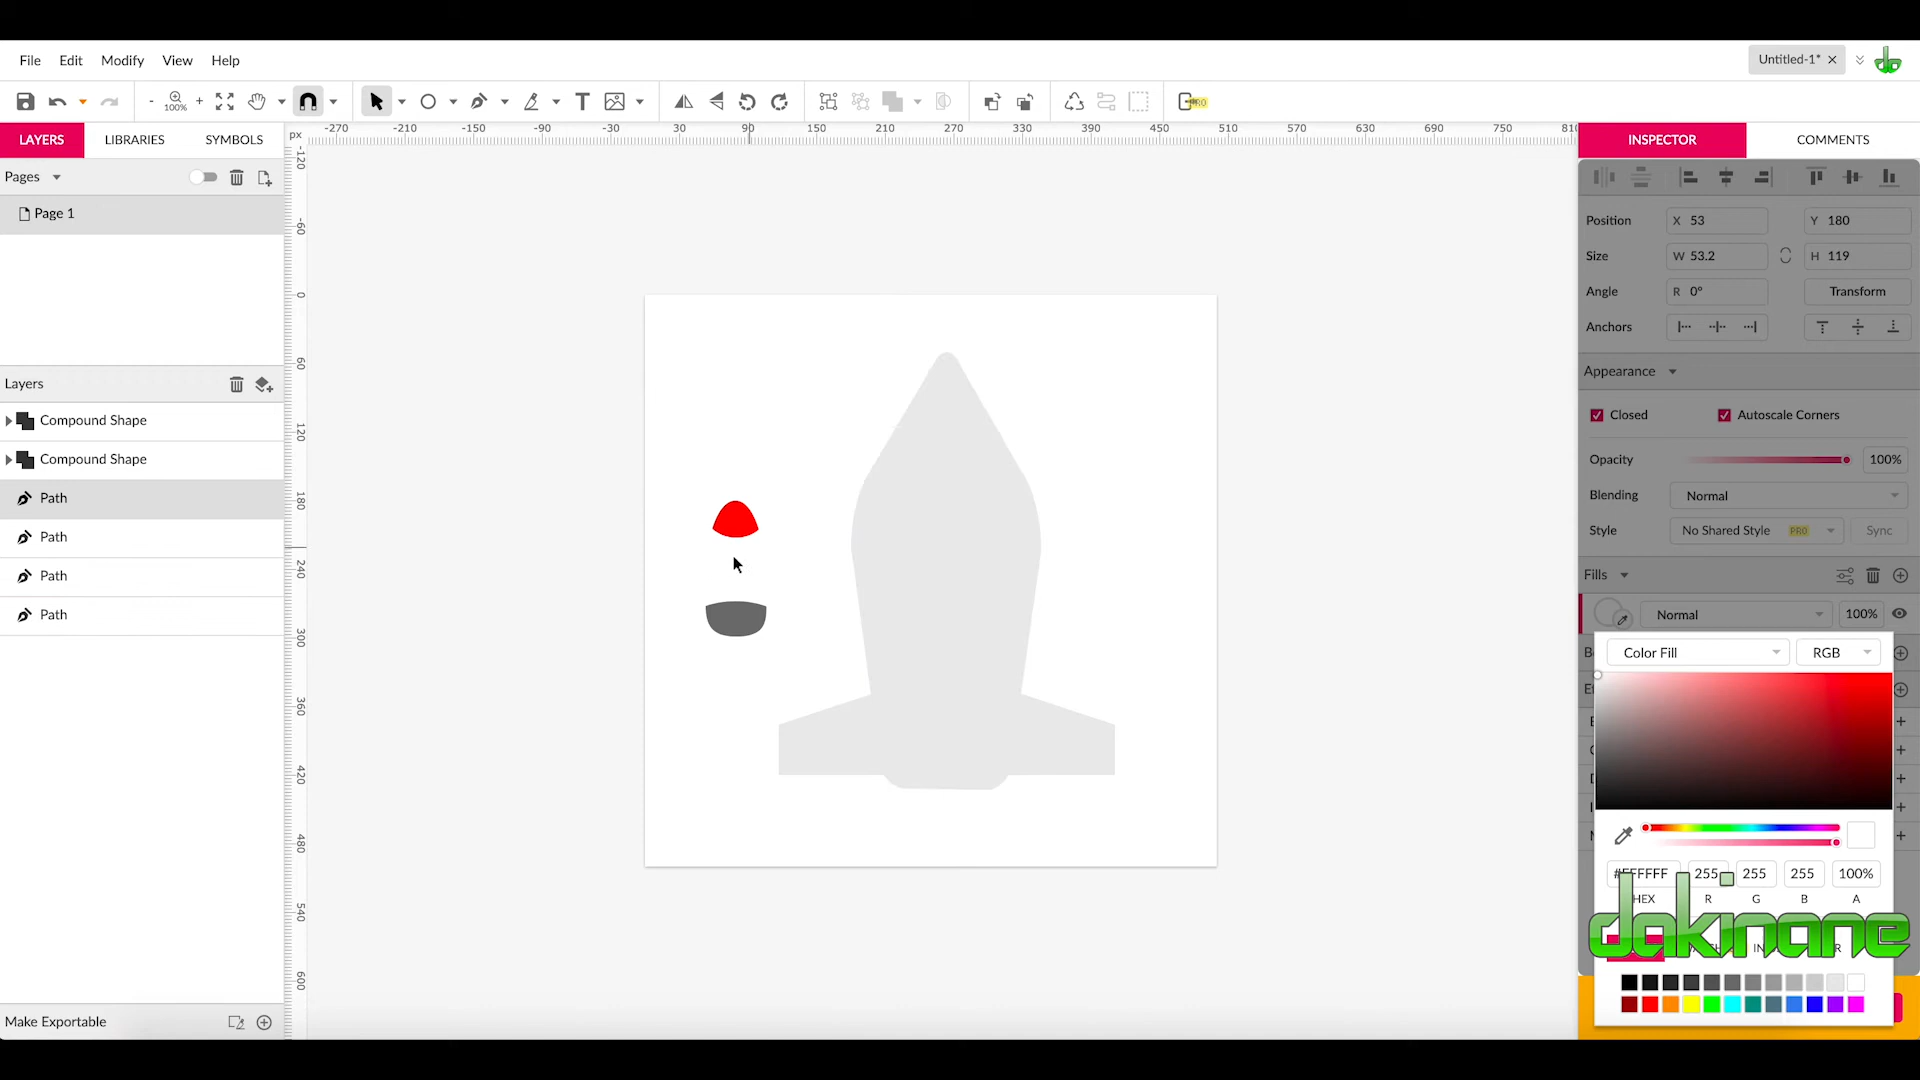 File Edit Modify View Help
Untitled-1*
- 100% +
PRO
LAYERS LIBRARIES SYMBOLS
px -270 -210 -150 -90 -30 30 90 150 210 270 330 390 450 510 570 630 690 750 810
INSPECTOR COMMENTS
Pages
Page 1
-120
-60
0
60
120
180
240
300
360
420
480
540
600
Position X 53 Y 180
Size W 53.2 H 119
Angle R 0° Transform
Anchors
Appearance
Layers
Compound Shape
Compound Shape
Path
Path
Path
Path
Closed Autoscale Corners
Opacity 100%
Blending Normal
Style No Shared Style PRO Sync
Fills
Normal 100%
Color Fill RGB
#FFFFFF 255 255 255 100%
HEX R G B A
dakinane
Make Exportable